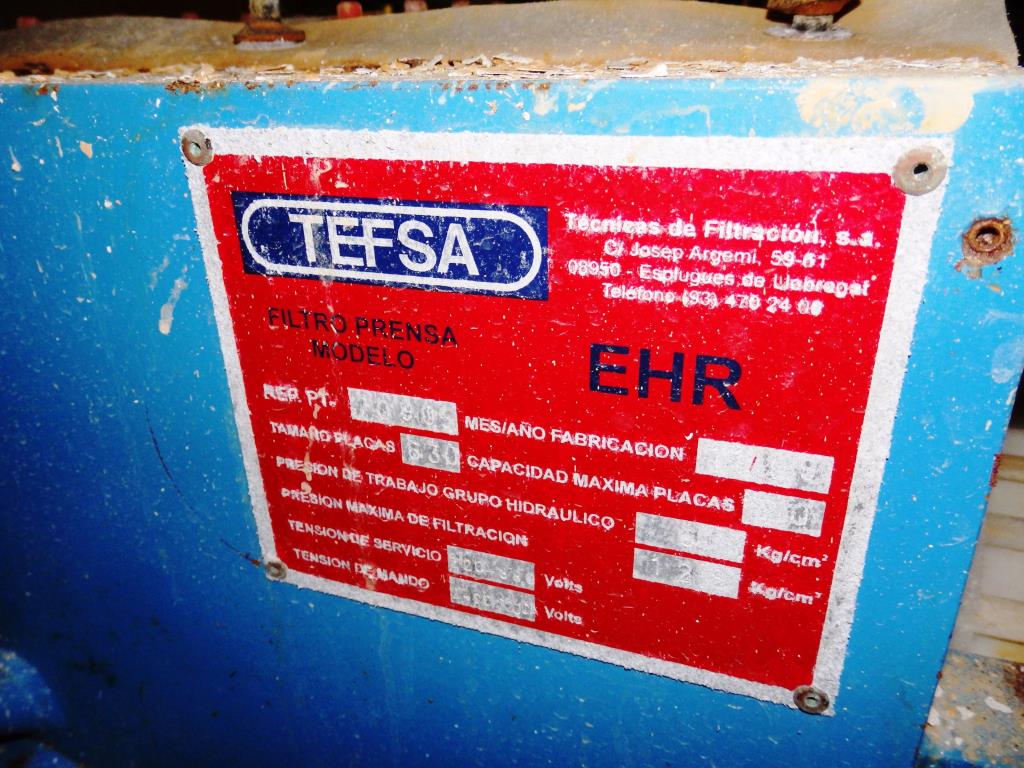 TEFSA
Técnicas de Filtración, s.a.
C/ Josep Argemí, 59-61
08950 - Esplugues de Llobregat
Teléfono (93) 470 24 00
FILTRO PRENSA
MODELO
EHR
REF. PT.
MES/AÑO FABRICACION
TAMAÑO PLACAS 630 CAPACIDAD MAXIMA PLACAS
PRESION DE TRABAJO GRUPO HIDRAULICO Kg/cm²
PRESION MAXIMA DE FILTRACION Kg/cm²
TENSION DE SERVICIO Volts
TENSION DE MANDO Volts